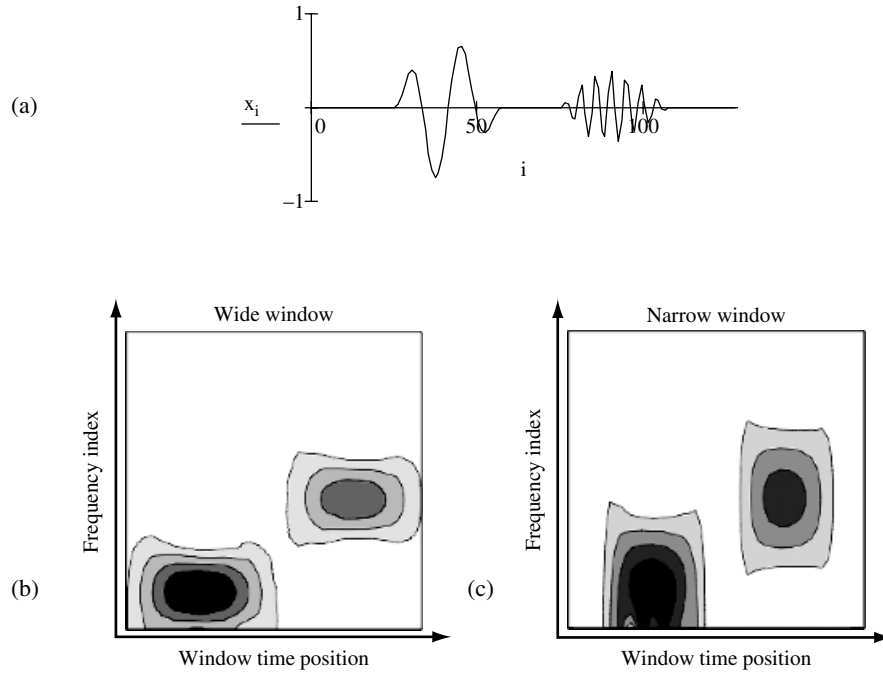 1
(a)
x_i
0
50
100
i
–1
Wide window
Narrow window
Frequency index
Frequency index
(b)
(c)
Window time position
Window time position